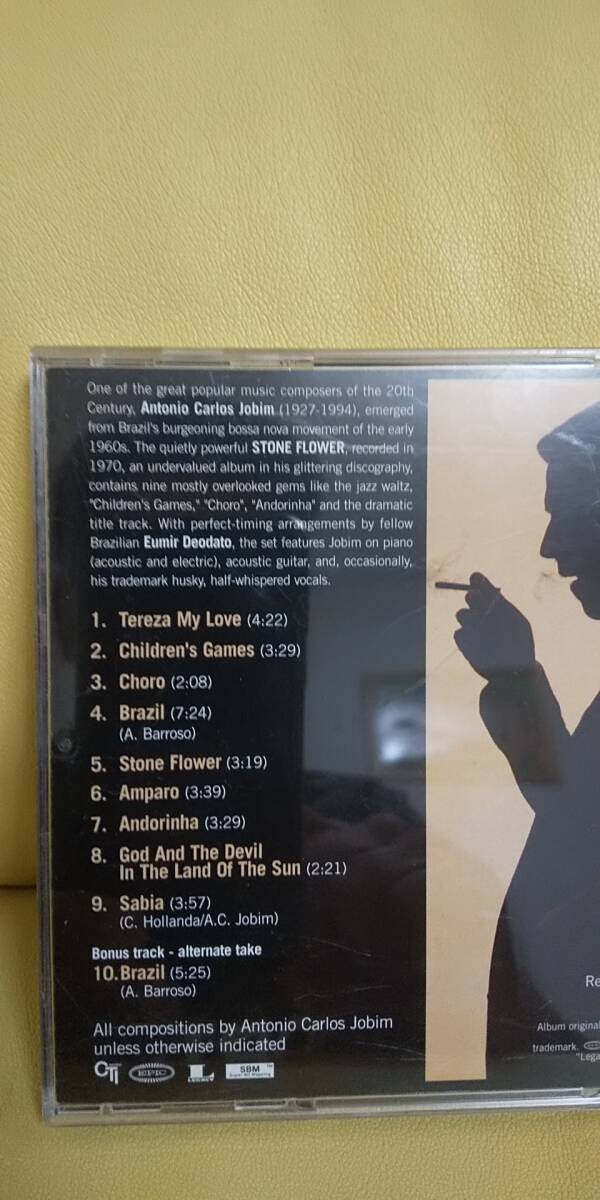 One of the great popular music composers of the 20th
Century, Antonio Carlos Jobim (1927-1994), emerged
from Brazil's burgeoning bossa nova movement of the early
1960s. The quietly powerful STONE FLOWER, recorded in
1970, an undervalued album in his glittering discography,
contains nine mostly overlooked gems like the jazz waltz,
"Children's Games," "Choro", "Andorinha" and the dramatic
title track. With perfect-timing arrangements by fellow
Brazilian Eumir Deodato, the set features Jobim on piano
(acoustic and electric), acoustic guitar, and, occasionally,
his trademark husky, half-whispered vocals.
1. Tereza My Love (4:22)
2. Children's Games (3:29)
3. Choro (2:08)
4. Brazil (7:24)
(A. Barroso)
5. Stone Flower (3:19)
6. Amparo (3:39)
7. Andorinha (3:29)
8. God And The Devil
In The Land Of The Sun (2:21)
9. Sabia (3:57)
(C. Hollanda/A.C. Jobim)
Bonus track - alternate take
10. Brazil (5:25)
(A. Barroso)
All compositions by Antonio Carlos Jobim
unless otherwise indicated
CTI EPIC L LEGACY SBM™
Super Bit Mapping
Re
Album original
trademark.
"Lega